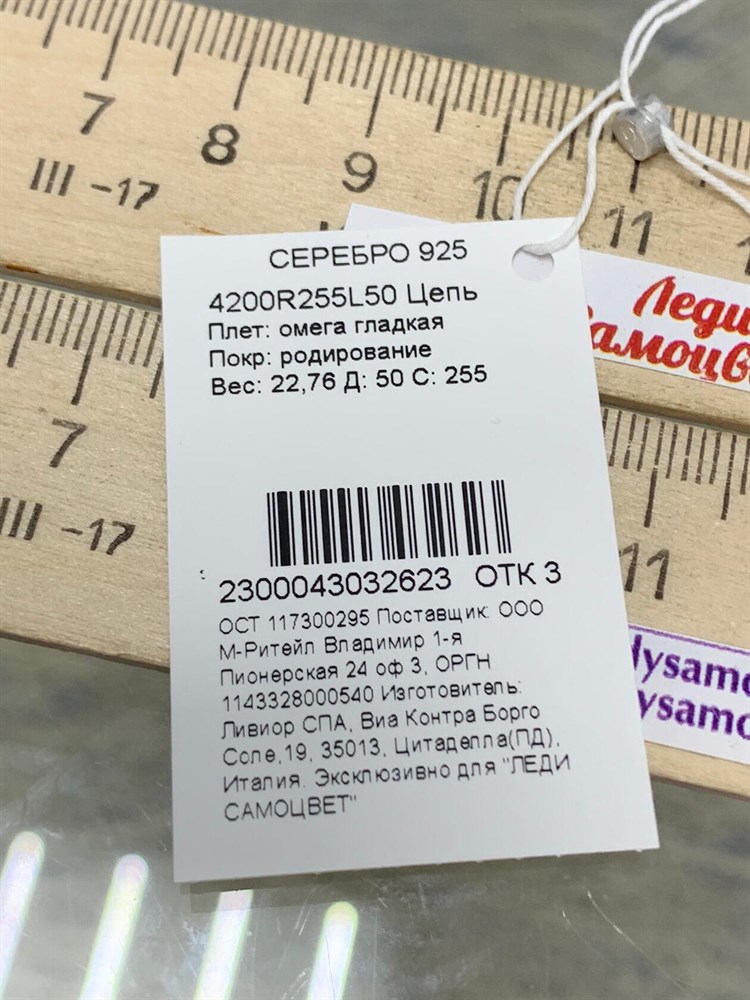 7 8 9 10 11
III -17
СЕРЕБРО 925
4200R255L50 Цепь
Плет: омега гладкая
Покр: родирование
Вес: 22,76 Д: 50 С: 255
2300043032623 ОТК 3
ОСТ 117300295 Поставщик: ООО
М-Ритейл Владимир 1-я
Пионерская 24 оф 3, ОРГН
1143328000540 Изготовитель:
Ливиор СПА, Виа Контра Борго
Соле,19, 35013, Цитаделла(ПД),
Италия. Эксклюзивно для "ЛЕДИ
САМОЦВЕТ"
Леди
7 11
III -17